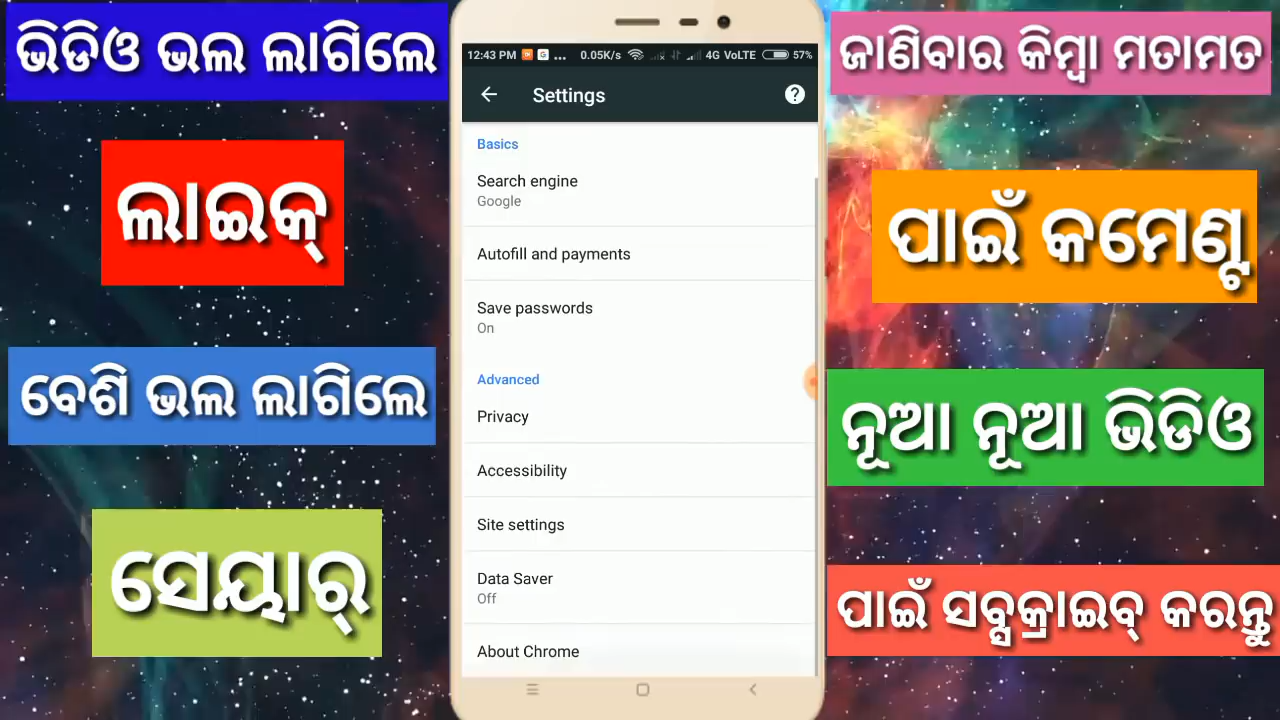 ଭିଡିଓ ଭଲ ଲାଗିଲେ
ଲାଇକ୍
ବେଶି ଭଲ ଲାଗିଲେ
ସେୟାର୍
12:43 PM ... 0.05K/s 4G VoLTE 57%
Settings
Basics
Search engine
Google
Autofill and payments
Save passwords
On
Advanced
Privacy
Accessibility
Site settings
Data Saver
Off
About Chrome
ଜାଣିବାର କିମ୍ବା ମତାମତ
ପାଇଁ କମେଣ୍ଟ
ନୂଆ ନୂଆ ଭିଡିଓ
ପାଇଁ ସବ୍ସକ୍ରାଇବ୍ କରନ୍ତୁ